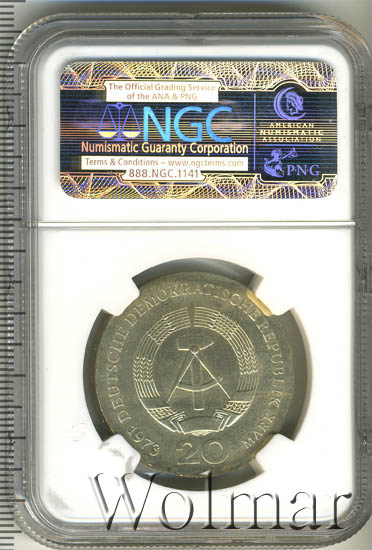 The Official Grading Service
of the ANA & PNG
NGC
Numismatic Guaranty Corporation
Terms & Conditions – www.ngcterms.com
888.NGC.1141
AMERICAN
NUMISMATIC
ASSOCIATION
PNG
DEUTSCHE DEMOKRATISCHE REPUBLIK
1973 20 MARK
Wolmar